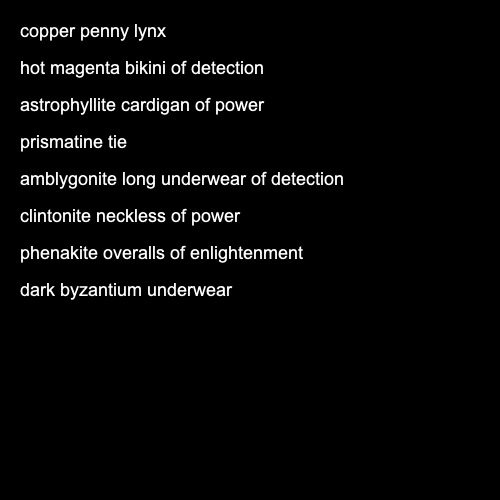 copper penny lynx
hot magenta bikini of detection
astrophyllite cardigan of power
prismatine tie
amblygonite long underwear of detection
clintonite neckless of power
phenakite overalls of enlightenment
dark byzantium underwear